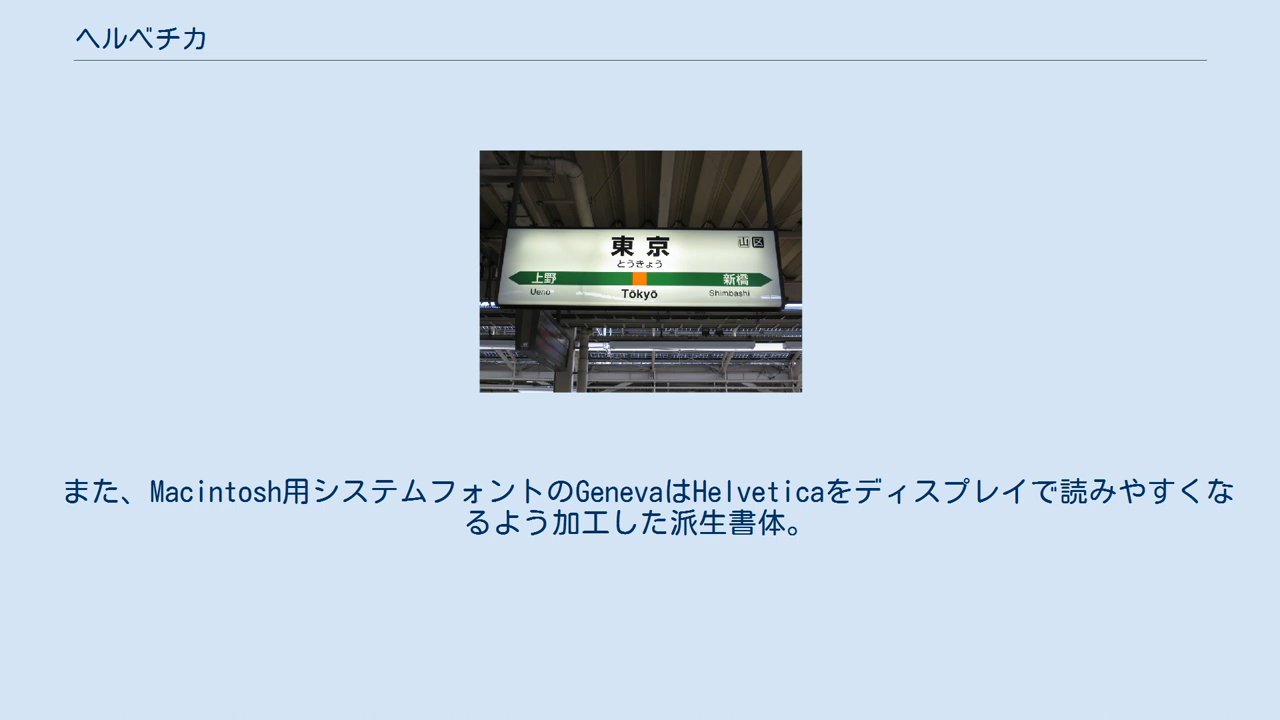 ヘルベチカ
東京
山区
とうきょう
上野
新橋
Ueno
Tōkyō
Shimbashi
また、Macintosh用システムフォントのGenevaはHelveticaをディスプレイで読みやすくな
るよう加工した派生書体。